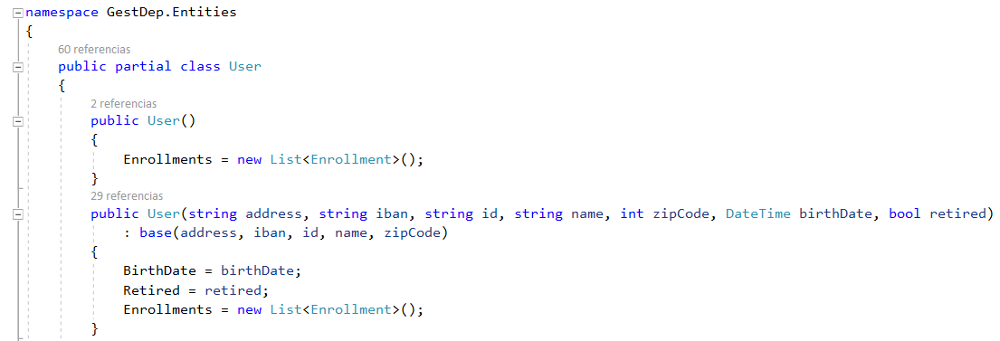 namespace GestDep.Entities
{
60 referencias
public partial class User
{
2 referencias
public User()
{
Enrollments = new List<Enrollment>();
}
29 referencias
public User(string address, string iban, string id, string name, int zipCode, DateTime birthDate, bool retired)
: base(address, iban, id, name, zipCode)
{
BirthDate = birthDate;
Retired = retired;
Enrollments = new List<Enrollment>();
}